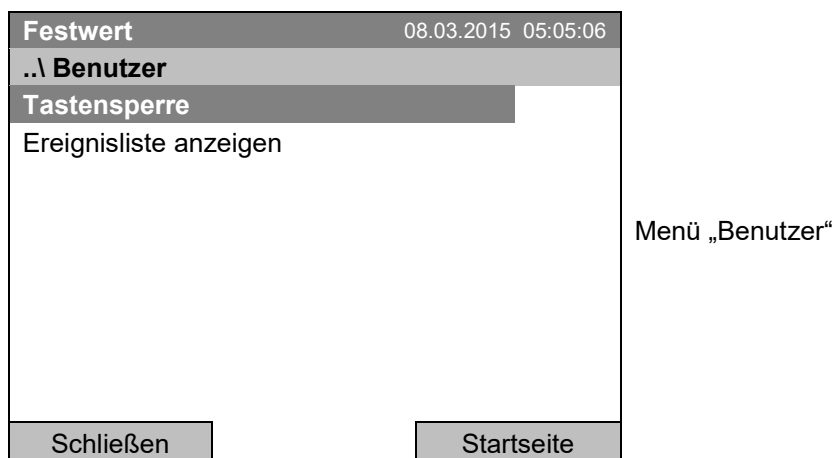 Festwert 08.03.2015 05:05:06
..\ Benutzer
Tastensperre
Ereignisliste anzeigen
Menü „Benutzer“
Schließen Startseite